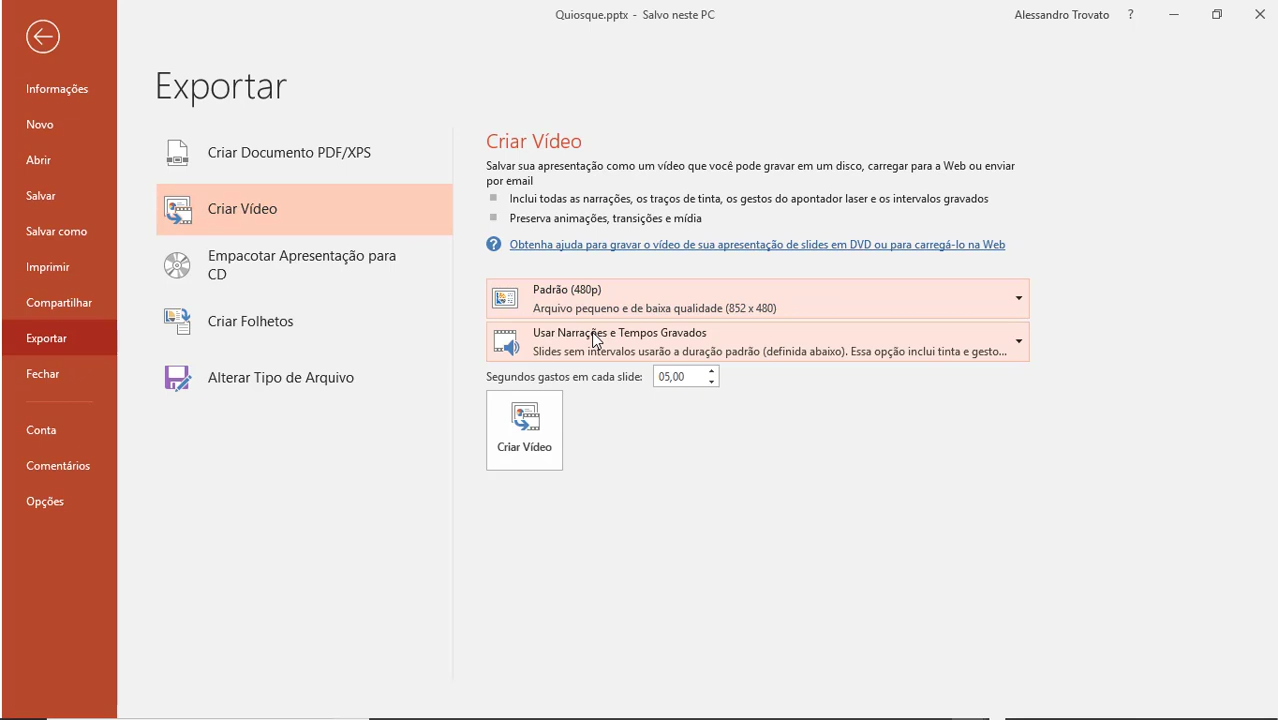 Quiosque.pptx - Salvo neste PC
Alessandro Trovato ?
Informações
Novo
Abrir
Salvar
Salvar como
Imprimir
Compartilhar
Exportar
Fechar
Conta
Comentários
Opções
Exportar
Criar Documento PDF/XPS
Criar Vídeo
Empacotar Apresentação para
CD
Criar Folhetos
Alterar Tipo de Arquivo
Criar Vídeo
Salvar sua apresentação como um vídeo que você pode gravar em um disco, carregar para a Web ou enviar
por email
Inclui todas as narrações, os traços de tinta, os gestos do apontador laser e os intervalos gravados
Preserva animações, transições e mídia
? Obtenha ajuda para gravar o vídeo de sua apresentação de slides em DVD ou para carregá-lo na Web
Padrão (480p)
Arquivo pequeno e de baixa qualidade (852 x 480)
Usar Narrações e Tempos Gravados
Slides sem intervalos usarão a duração padrão (definida abaixo). Essa opção inclui tinta e gesto...
Segundos gastos em cada slide: 05,00
Criar Vídeo